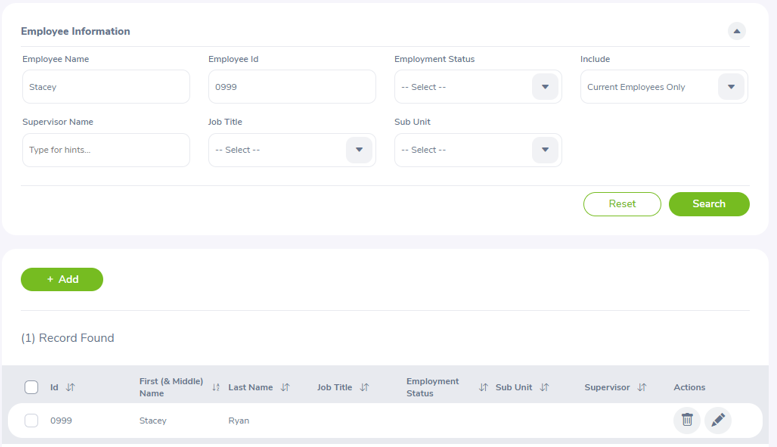 Employee Information
Employee Name
Employee Id
Employment Status
Include
Stacey
0999
-- Select --
Current Employees Only
Supervisor Name
Job Title
Sub Unit
Type for hints...
-- Select --
-- Select --
Reset
Search
+ Add
(1) Record Found
Id
First (& Middle)
Name
Last Name
Job Title
Employment
Status
Sub Unit
Supervisor
Actions
0999
Stacey
Ryan